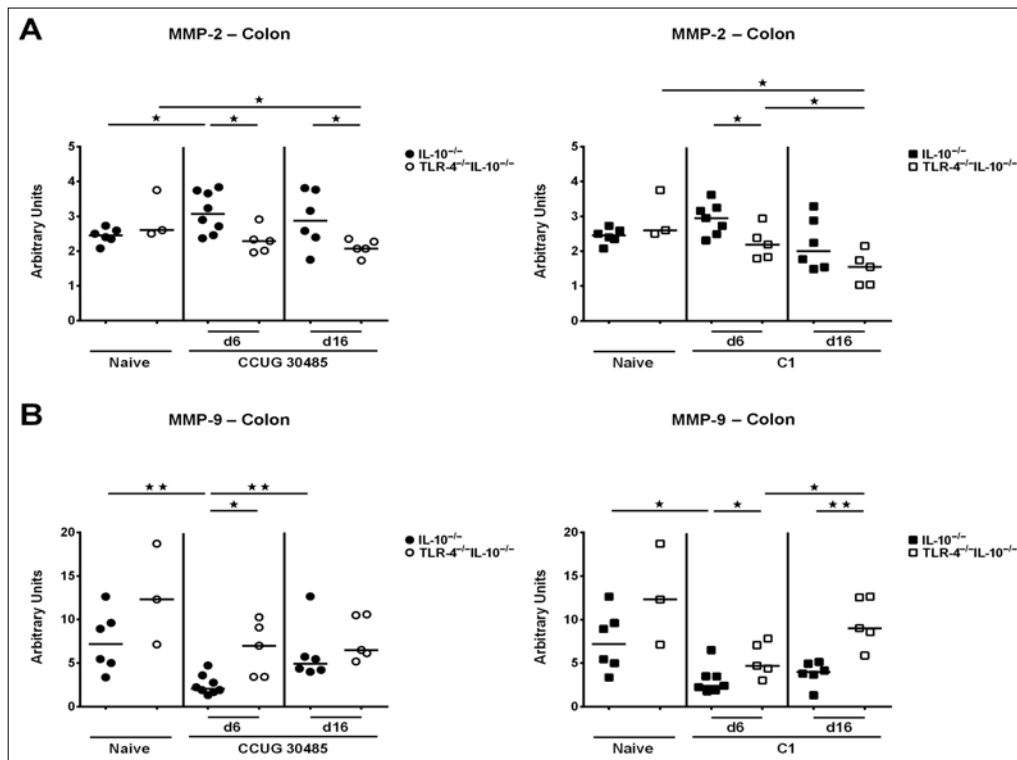 A
MMP-2 – Colon
MMP-2 – Colon
★
★ ★ ★
★
★
★
Arbitrary Units
5
4
3
2
1
0
IL-10⁻/⁻
TLR-4⁻/⁻IL-10⁻/⁻
d6 d16
Naive CCUG 30485
Arbitrary Units
5
4
3
2
1
0
IL-10⁻/⁻
TLR-4⁻/⁻IL-10⁻/⁻
d6 d16
Naive C1
B
MMP-9 – Colon
MMP-9 – Colon
★★ ★★
★
★
★ ★ ★★
Arbitrary Units
20
15
10
5
0
IL-10⁻/⁻
TLR-4⁻/⁻IL-10⁻/⁻
d6 d16
Naive CCUG 30485
Arbitrary Units
20
15
10
5
0
IL-10⁻/⁻
TLR-4⁻/⁻IL-10⁻/⁻
d6 d16
Naive C1